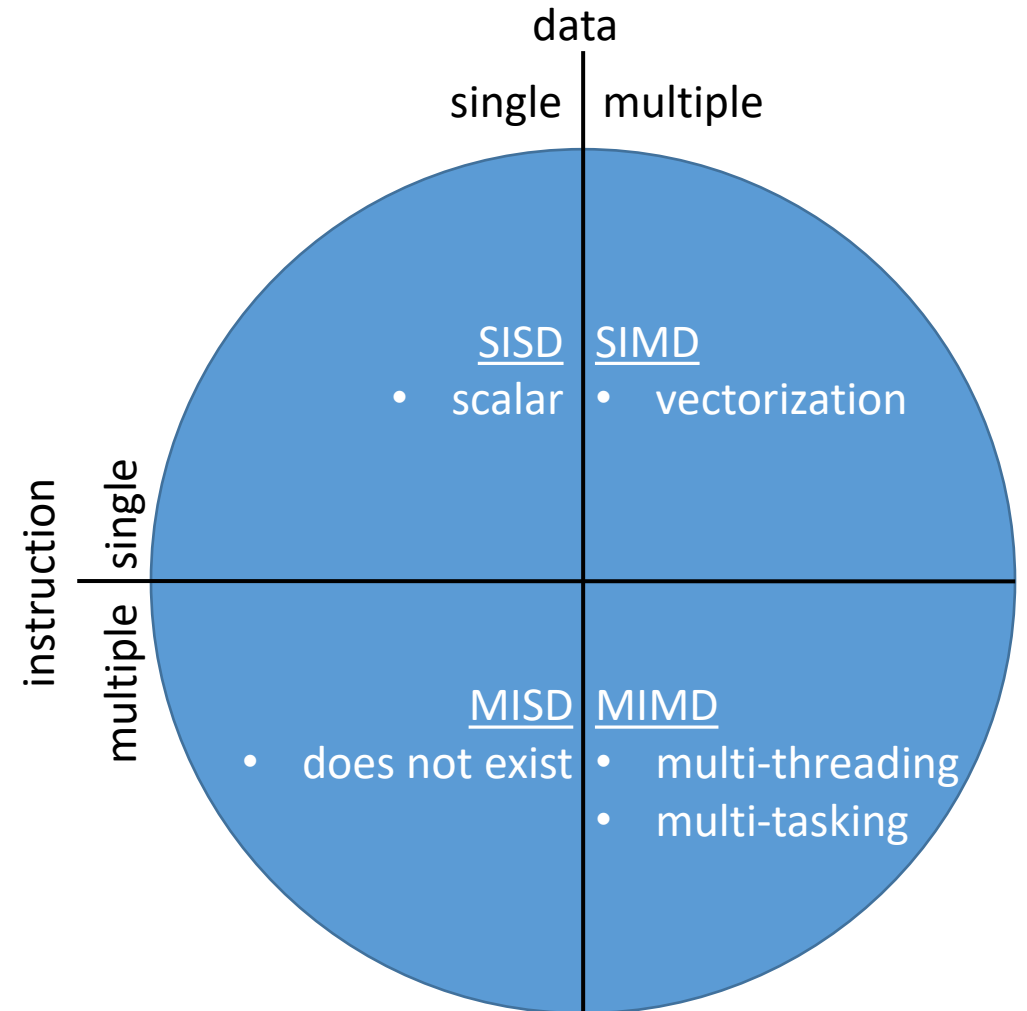 data
single multiple
SISD SIMD
• scalar • vectorization
instruction
single
multiple
MISD MIMD
• does not exist • multi-threading
• multi-tasking